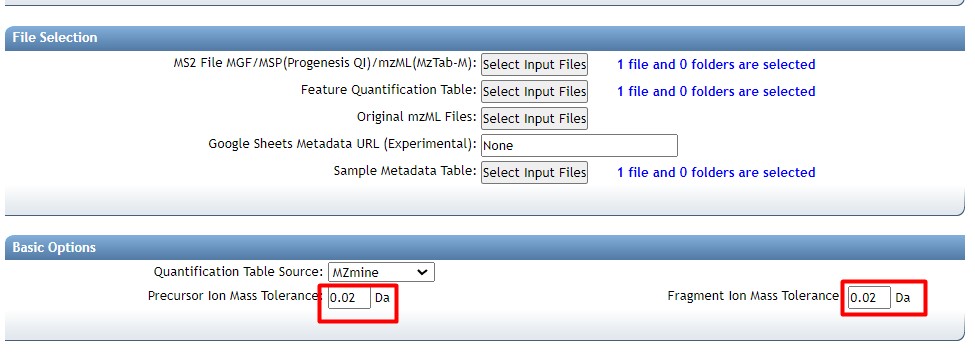 File Selection
MS2 File MGF/MSP(Progenesis QI)/mzML(MzTab-M): Select Input Files 1 file and 0 folders are selected
Feature Quantification Table: Select Input Files 1 file and 0 folders are selected
Original mzML Files: Select Input Files
Google Sheets Metadata URL (Experimental): None
Sample Metadata Table: Select Input Files 1 file and 0 folders are selected
Basic Options
Quantification Table Source: MZmine
Precursor Ion Mass Tolerance: 0.02 Da Fragment Ion Mass Tolerance 0.02 Da